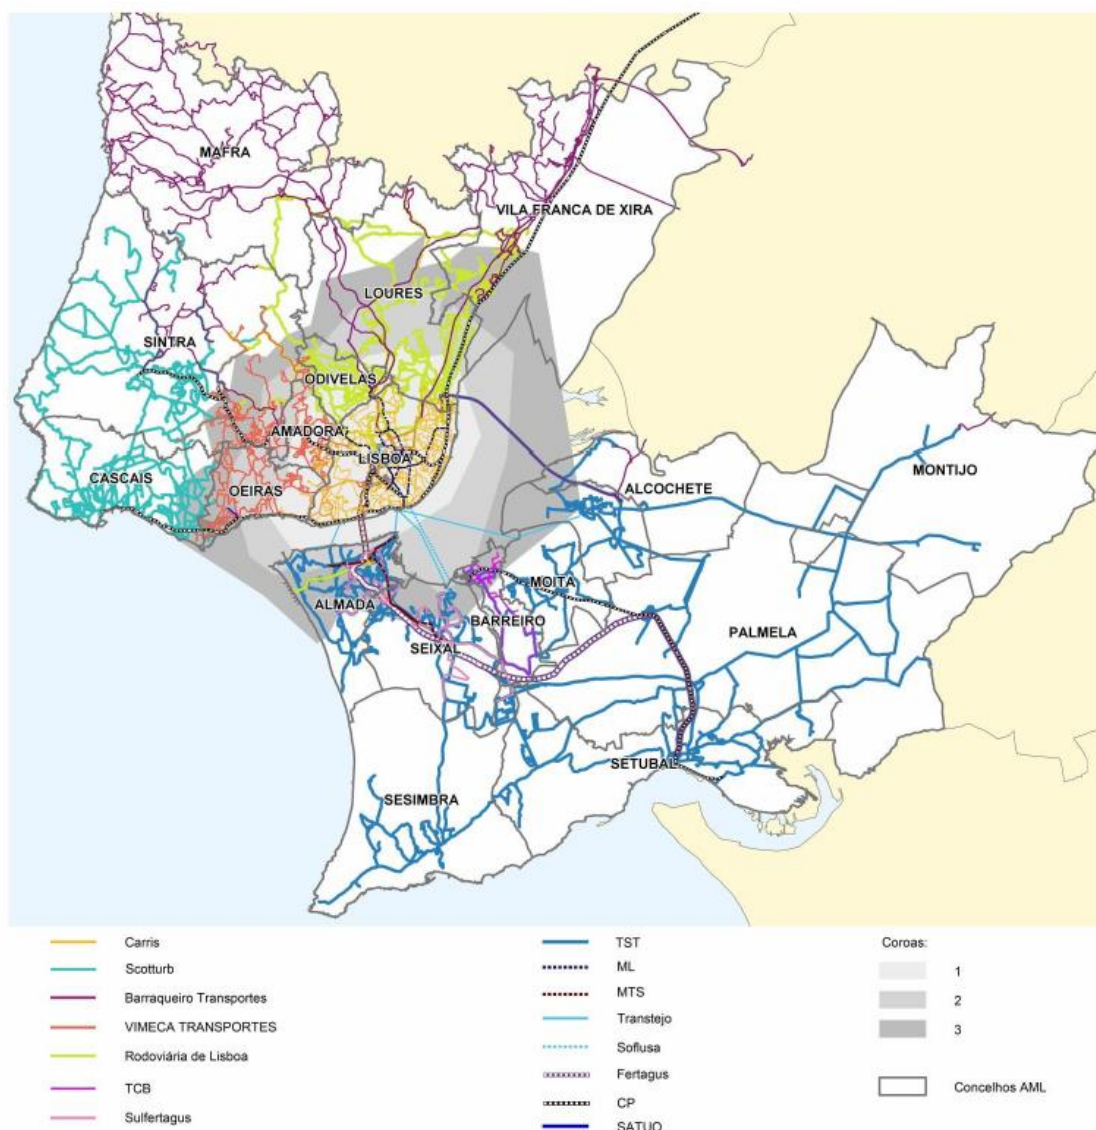 MAFRA
VILA FRANCA DE XIRA
LOURES
SINTRA
ODIVELAS
AMADORA
LISBOA
CASCAIS
OEIRAS
ALCOCHETE
MONTIJO
MOITA
ALMADA
BARREIRO
PALMELA
SEIXAL
SETUBAL
SESIMBRA
Carris
Scotturb
Barraqueiro Transportes
VIMECA TRANSPORTES
Rodoviária de Lisboa
TCB
Sulfertagus
TST
ML
MTS
Transtejo
Soflusa
Fertagus
CP
SATUO
Coroas:
1
2
3
Concelhos AML